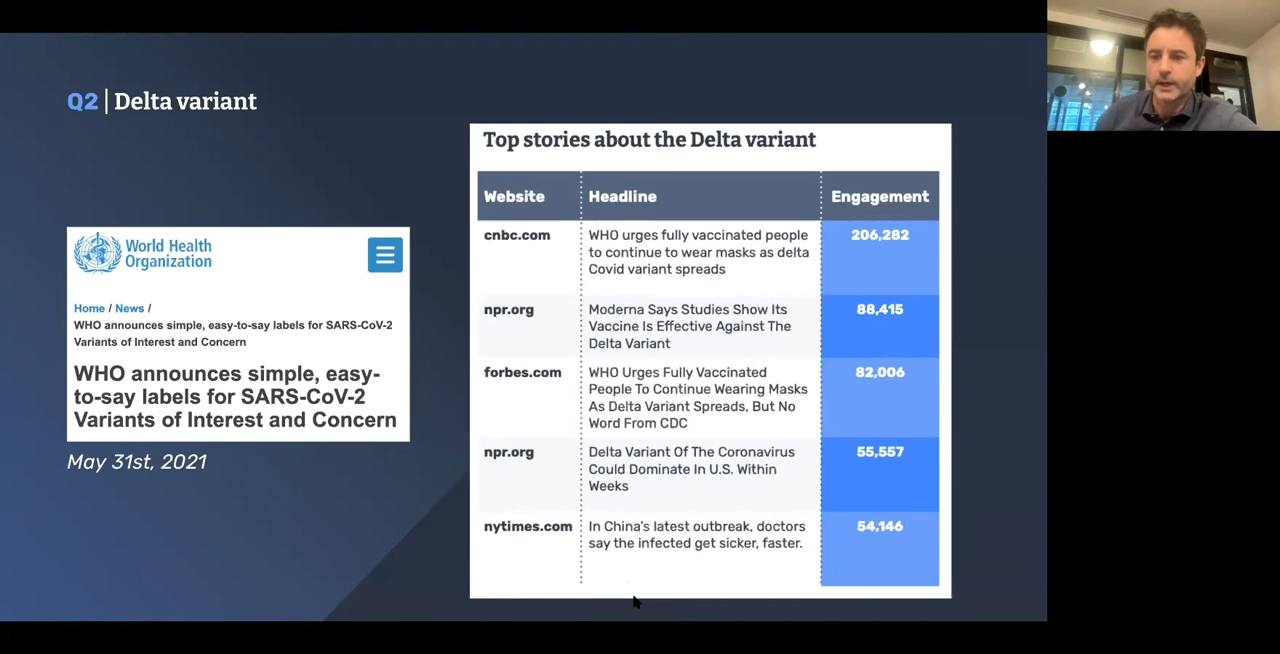 Q2 | Delta variant
World Health
Organization
Home / News /
WHO announces simple, easy-to-say labels for SARS-CoV-2
Variants of Interest and Concern
WHO announces simple, easy-
to-say labels for SARS-CoV-2
Variants of Interest and Concern
May 31st, 2021
Top stories about the Delta variant
Website Headline Engagement
cnbc.com WHO urges fully vaccinated people 206,282
to continue to wear masks as delta
Covid variant spreads
npr.org Moderna Says Studies Show Its 88,415
Vaccine Is Effective Against The
Delta Variant
forbes.com WHO Urges Fully Vaccinated 82,006
People To Continue Wearing Masks
As Delta Variant Spreads, But No
Word From CDC
npr.org Delta Variant Of The Coronavirus 55,557
Could Dominate In U.S. Within
Weeks
nytimes.com In China's latest outbreak, doctors 54,146
say the infected get sicker, faster.